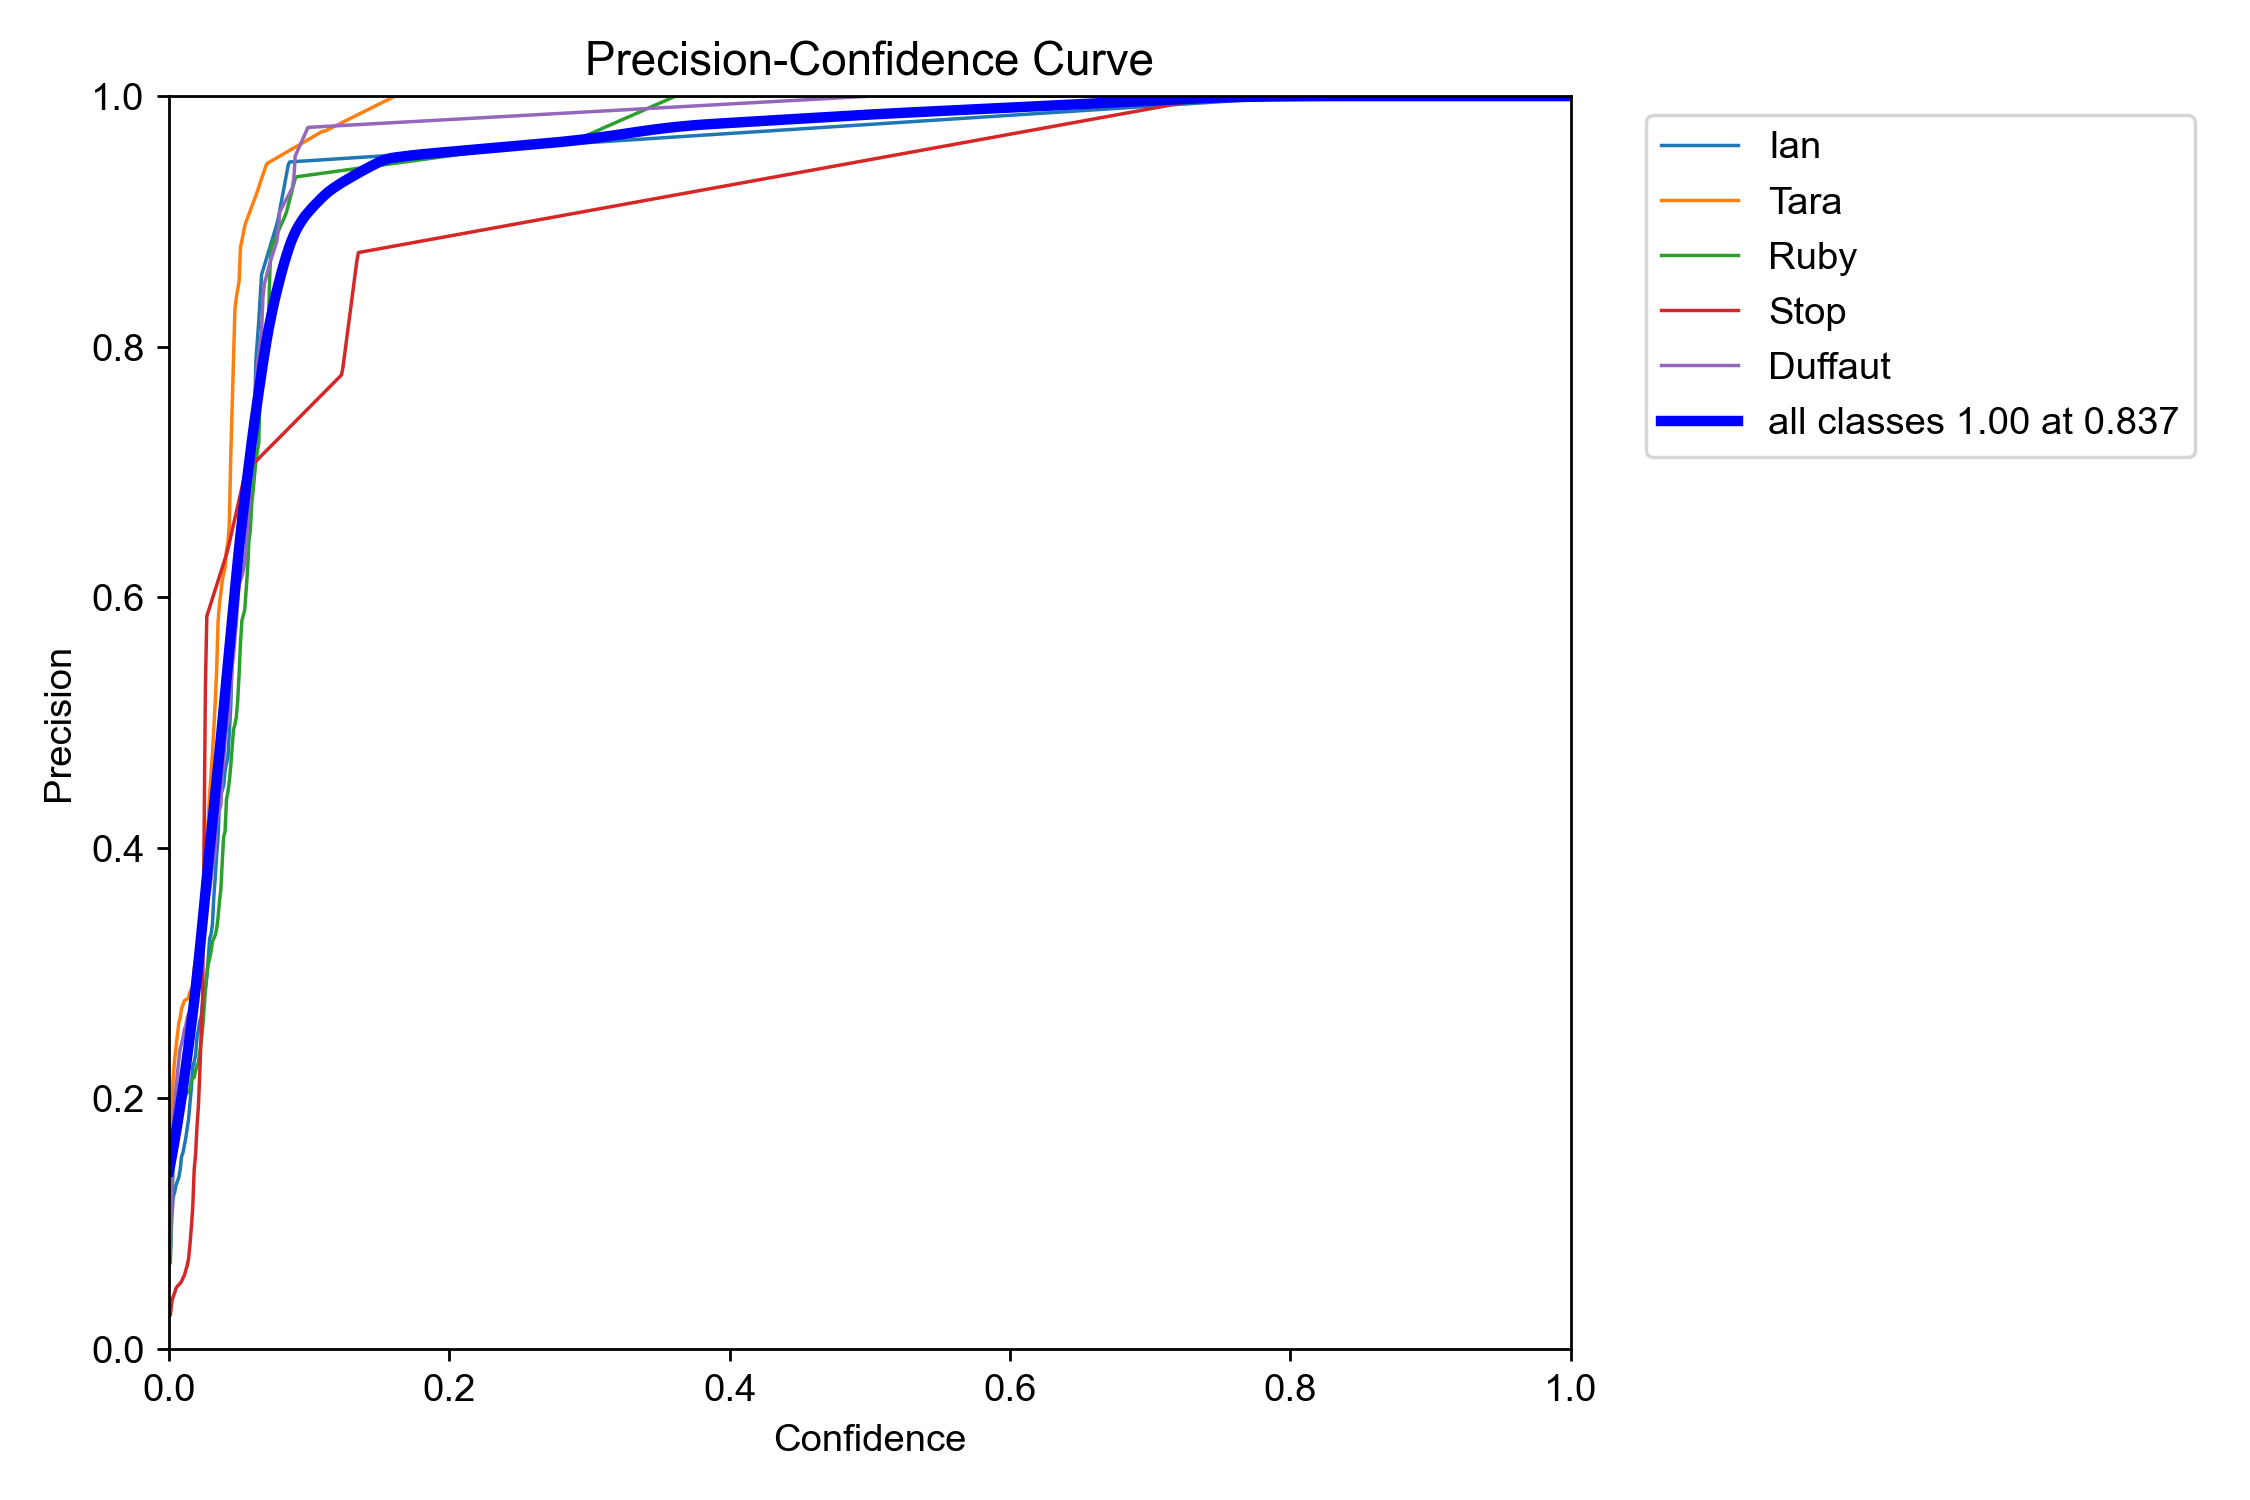 Precision-Confidence Curve
1.0
0.8
0.6
0.4
0.2
0.0
Precision
0.0 0.2 0.4 0.6 0.8 1.0
Confidence
Ian
Tara
Ruby
Stop
Duffaut
all classes 1.00 at 0.837